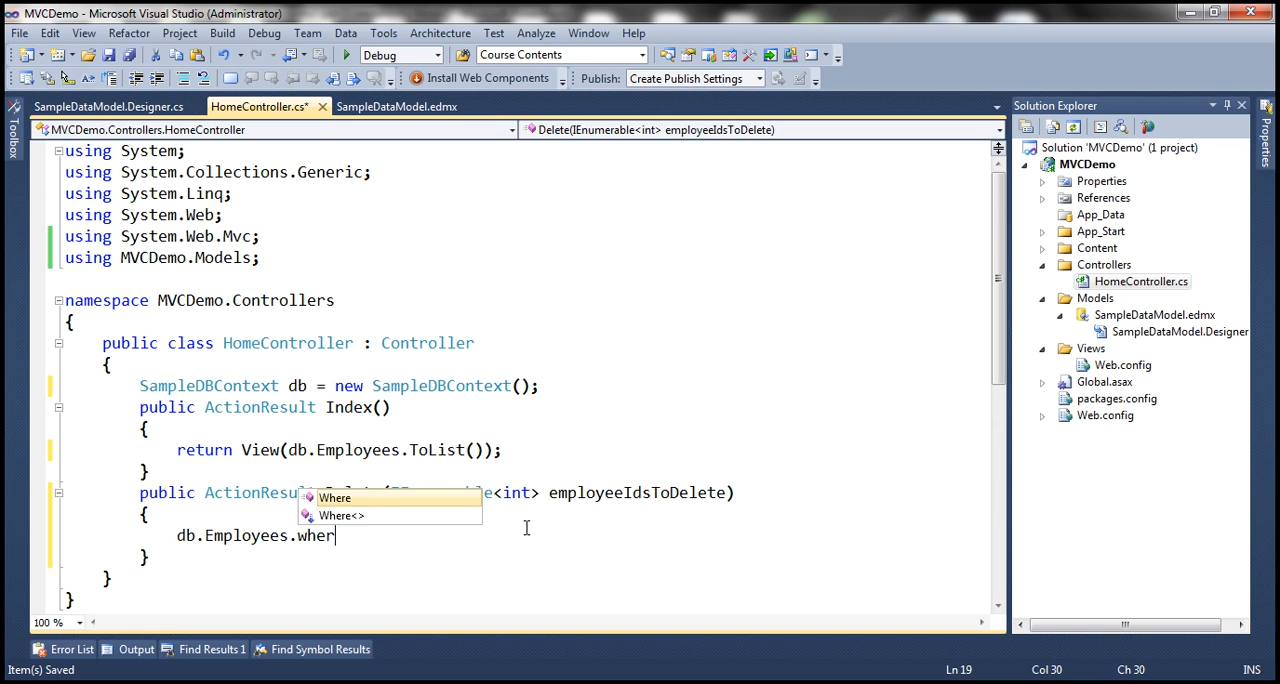 MVCDemo - Microsoft Visual Studio (Administrator)
File Edit View Refactor Project Build Debug Team Data Tools Architecture Test Analyze Window Help
Debug Course Contents
Install Web Components Publish: Create Publish Settings
SampleDataModel.Designer.cs HomeController.cs* SampleDataModel.edmx
Solution Explorer
Toolbox
Properties
MVCDemo.Controllers.HomeController Delete(IEnumerable<int> employeeIdsToDelete)
using System;
using System.Collections.Generic;
using System.Linq;
using System.Web;
using System.Web.Mvc;
using MVCDemo.Models;
namespace MVCDemo.Controllers
{
public class HomeController : Controller
{
SampleDBContext db = new SampleDBContext();
public ActionResult Index()
{
return View(db.Employees.ToList());
}
public ActionResul <int> employeeIdsToDelete)
Where
Where<>
{
db.Employees.wher
}
}
}
100 %
Solution 'MVCDemo' (1 project)
MVCDemo
Properties
References
App_Data
App_Start
Content
Controllers
HomeController.cs
Models
SampleDataModel.edmx
SampleDataModel.Designer
Views
Web.config
Global.asax
packages.config
Web.config
Error List Output Find Results 1 Find Symbol Results
Item(s) Saved Ln 19 Col 30 Ch 30 INS